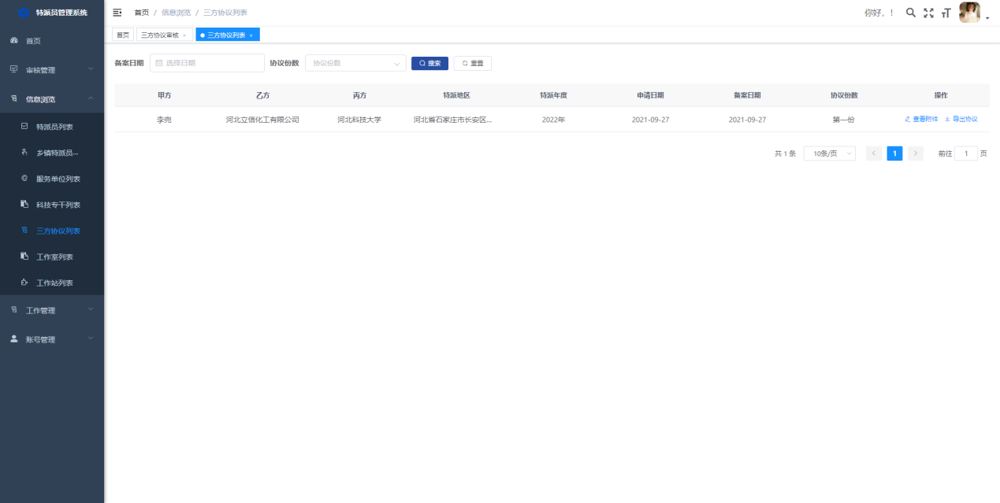 特派员管理系统
首页 / 信息浏览 / 三方协议列表
你好，！
首页
三方协议审核 ×
三方协议列表 ×
首页
审核管理
信息浏览
特派员列表
乡镇特派员...
服务单位列表
科技专干列表
三方协议列表
工作室列表
工作站列表
工作管理
账号管理
备案日期 选择日期 协议份数 协议份数 搜索 重置
甲方 乙方 丙方 特派地区 特派年度 申请日期 备案日期 协议份数 操作
李兜 河北立信化工有限公司 河北科技大学 河北省石家庄市长安区... 2022年 2021-09-27 2021-09-27 第一份 查看附件 导出协议
共 1 条 10条/页 < 1 > 前往 1 页